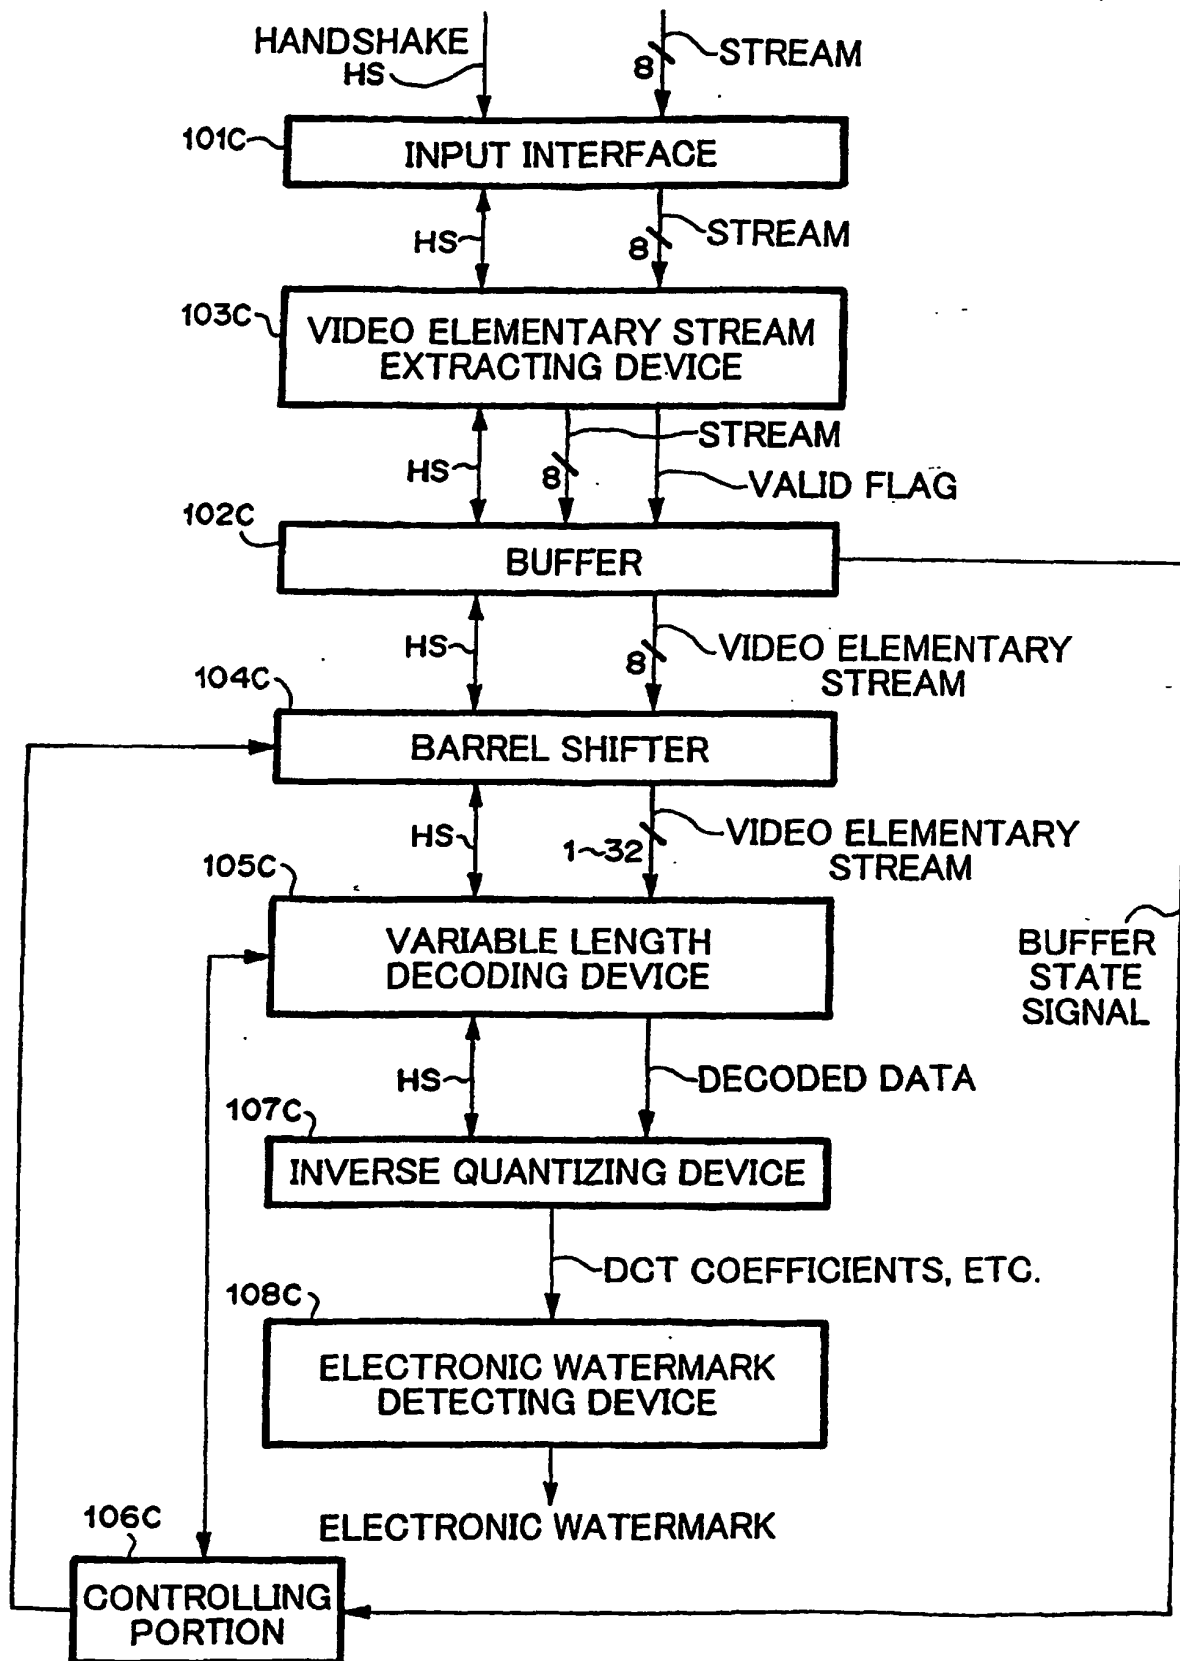 HANDSHAKE
HS
8
STREAM
101C
INPUT INTERFACE
HS
8
STREAM
103C
VIDEO ELEMENTARY STREAM
EXTRACTING DEVICE
HS
8
STREAM
VALID FLAG
102C
BUFFER
HS
8
VIDEO ELEMENTARY
STREAM
104C
BARREL SHIFTER
HS
1~32
VIDEO ELEMENTARY
STREAM
105C
VARIABLE LENGTH
DECODING DEVICE
BUFFER
STATE
SIGNAL
HS
DECODED DATA
107C
INVERSE QUANTIZING DEVICE
DCT COEFFICIENTS, ETC.
108C
ELECTRONIC WATERMARK
DETECTING DEVICE
ELECTRONIC WATERMARK
106C
CONTROLLING
PORTION